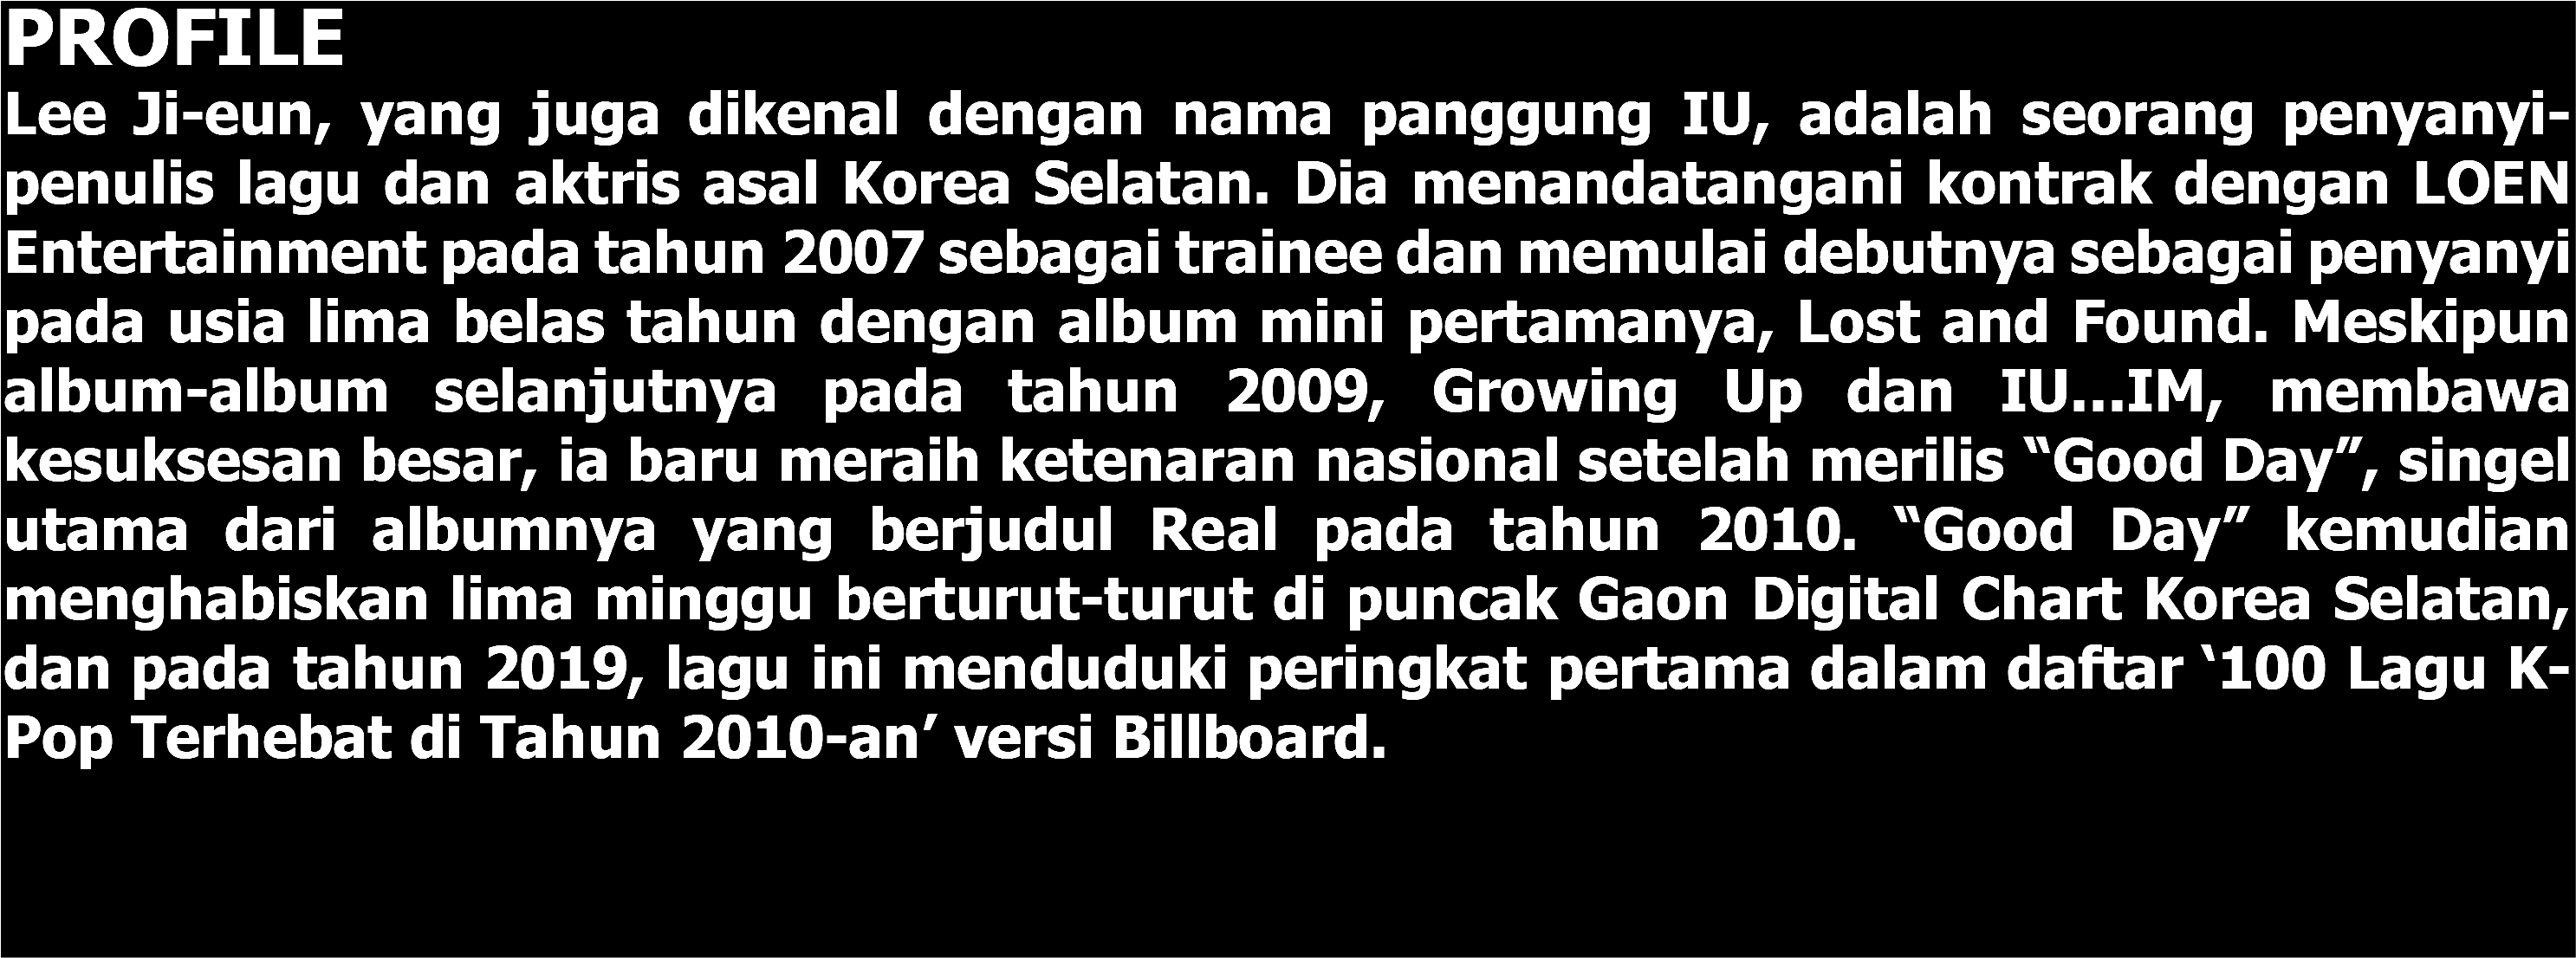 PROFILE
Lee Ji-eun, yang juga dikenal dengan nama panggung IU, adalah seorang penyanyi-
penulis lagu dan aktris asal Korea Selatan. Dia menandatangani kontrak dengan LOEN
Entertainment pada tahun 2007 sebagai trainee dan memulai debutnya sebagai penyanyi
pada usia lima belas tahun dengan album mini pertamanya, Lost and Found. Meskipun
album-album selanjutnya pada tahun 2009, Growing Up dan IU...IM, membawa
kesuksesan besar, ia baru meraih ketenaran nasional setelah merilis “Good Day”, singel
utama dari albumnya yang berjudul Real pada tahun 2010. “Good Day” kemudian
menghabiskan lima minggu berturut-turut di puncak Gaon Digital Chart Korea Selatan,
dan pada tahun 2019, lagu ini menduduki peringkat pertama dalam daftar ‘100 Lagu K-
Pop Terhebat di Tahun 2010-an’ versi Billboard.